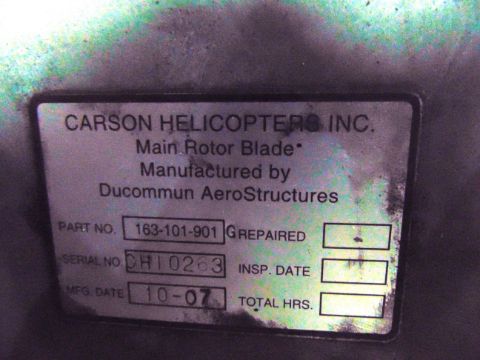 CARSON HELICOPTERS INC.
Main Rotor Blade
Manufactured by
Ducommun AeroStructures
PART NO. 163-101-901 G REPAIRED
SERIAL NO. CHI0263 INSP. DATE
MFG. DATE 10-07 TOTAL HRS.